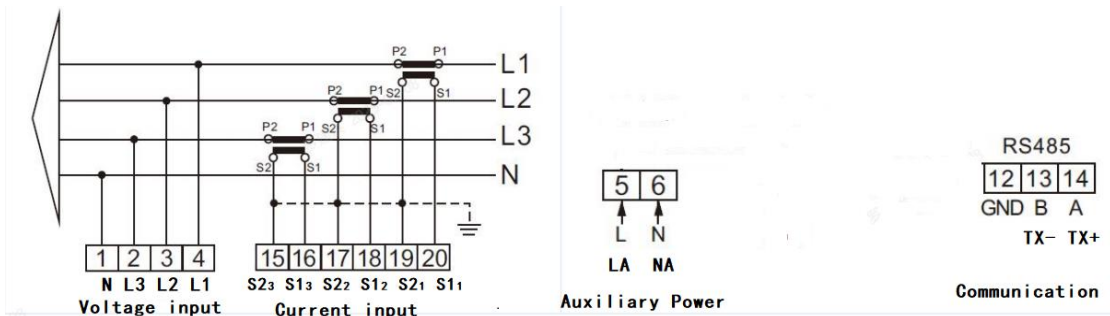 P2 P1 L1
P2 P1 S2 S1 L2
P2 P1 S2 S1 L3
S2 S1 N
1 2 3 4
N L3 L2 L1
Voltage input
15 16 17 18 19 20
S2₃ S1₃ S2₂ S1₂ S2₁ S1₁
Current input
5 6
L N
LA NA
Auxiliary Power
RS485
12 13 14
GND B A
TX- TX+
Communication